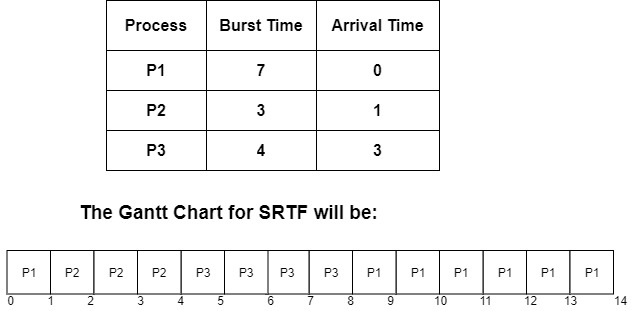 Process Burst Time Arrival Time
P1 7 0
P2 3 1
P3 4 3
The Gantt Chart for SRTF will be:
P1 P2 P2 P2 P3 P3 P3 P3 P1 P1 P1 P1 P1 P1
0 1 2 3 4 5 6 7 8 9 10 11 12 13 14